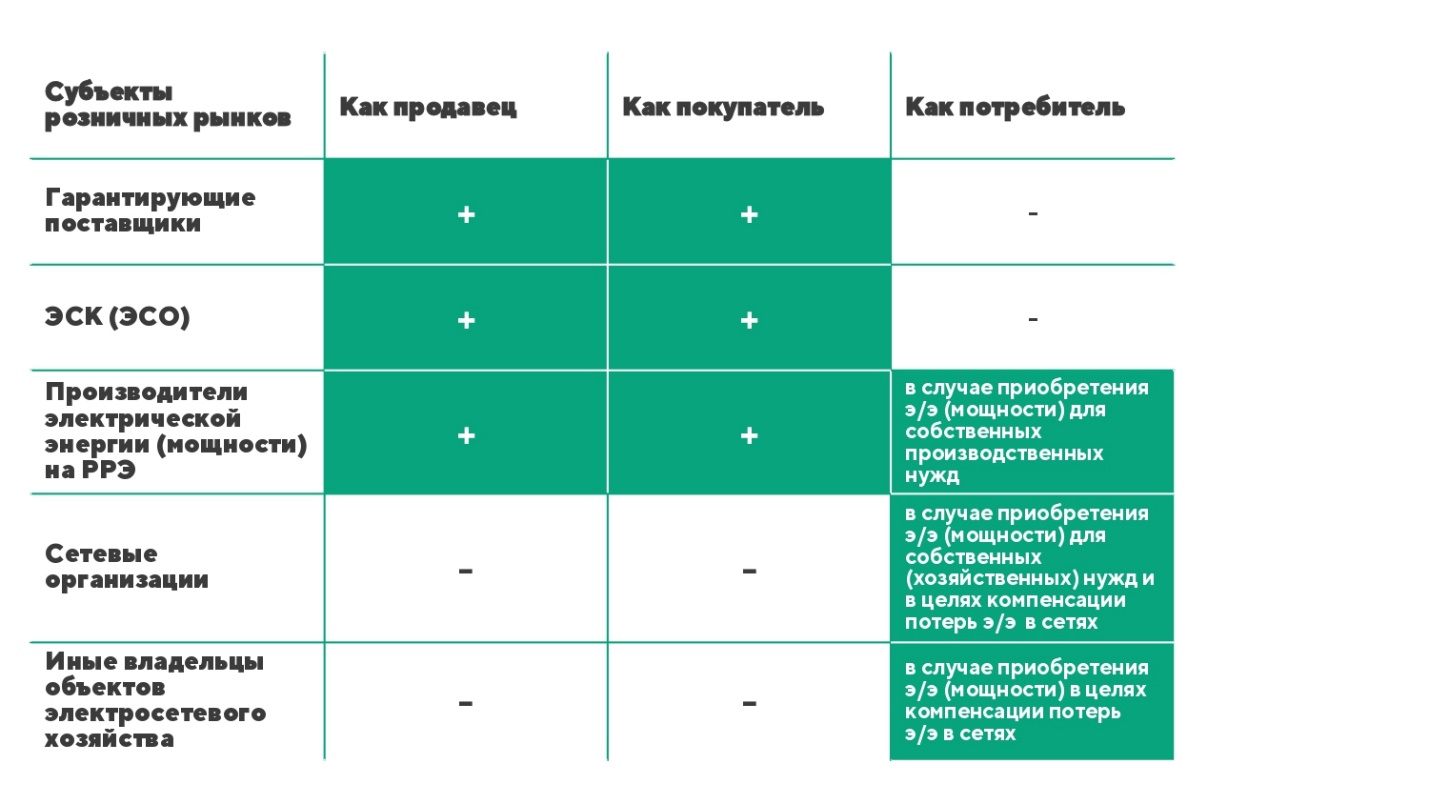 Субъекты
розничных рынков
Как продавец
Как покупатель
Как потребитель
Гарантирующие
поставщики
+
+
-
ЭСК (ЭСО)
+
+
-
Производители
электрической
энергии (мощности)
на РРЭ
+
+
в случае приобретения
э/э (мощности) для
собственных
производственных
нужд
Сетевые
организации
–
–
в случае приобретения
э/э (мощности) для
собственных
(хозяйственных) нужд и
в целях компенсации
потерь э/э в сетях
Иные владельцы
объектов
электросетевого
хозяйства
–
–
в случае приобретения
э/э (мощности) в целях
компенсации потерь
э/э в сетях